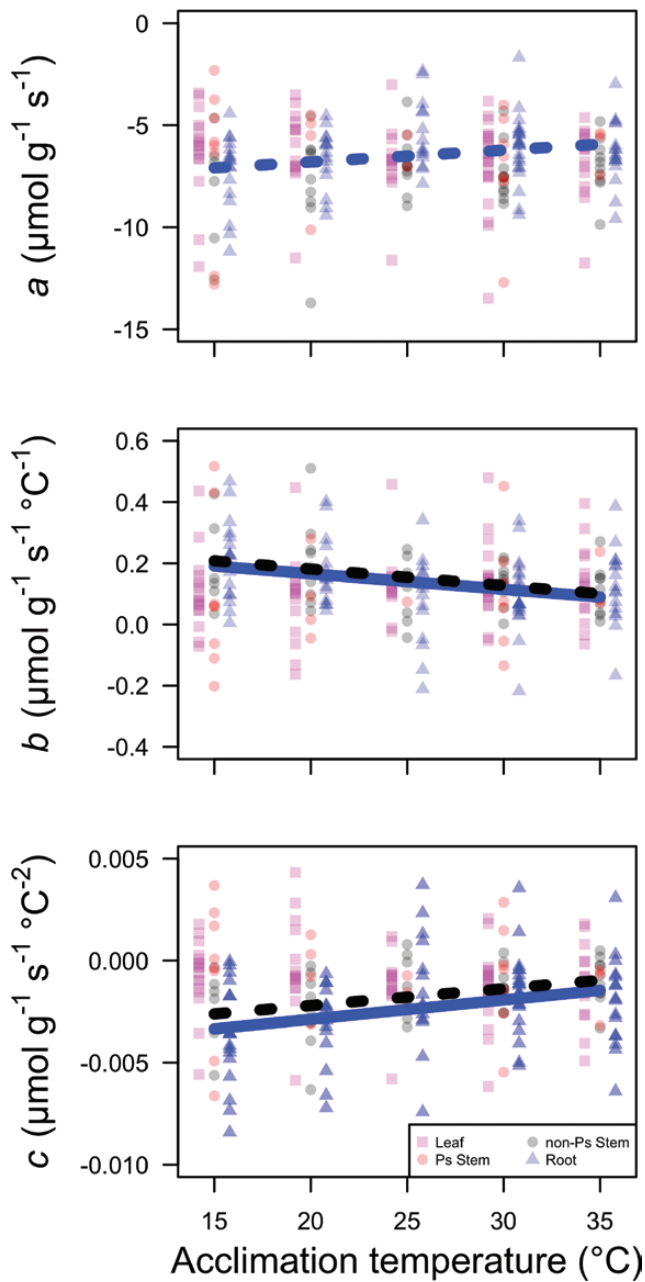 0
-5
-10
-15
a (μmol g⁻¹ s⁻¹)
0.6
0.4
0.2
0.0
-0.2
-0.4
b (μmol g⁻¹ s⁻¹ °C⁻¹)
0.005
0.000
-0.005
-0.010
c (μmol g⁻¹ s⁻¹ °C⁻²)
Leaf non-Ps Stem
Ps Stem Root
15 20 25 30 35
Acclimation temperature (°C)